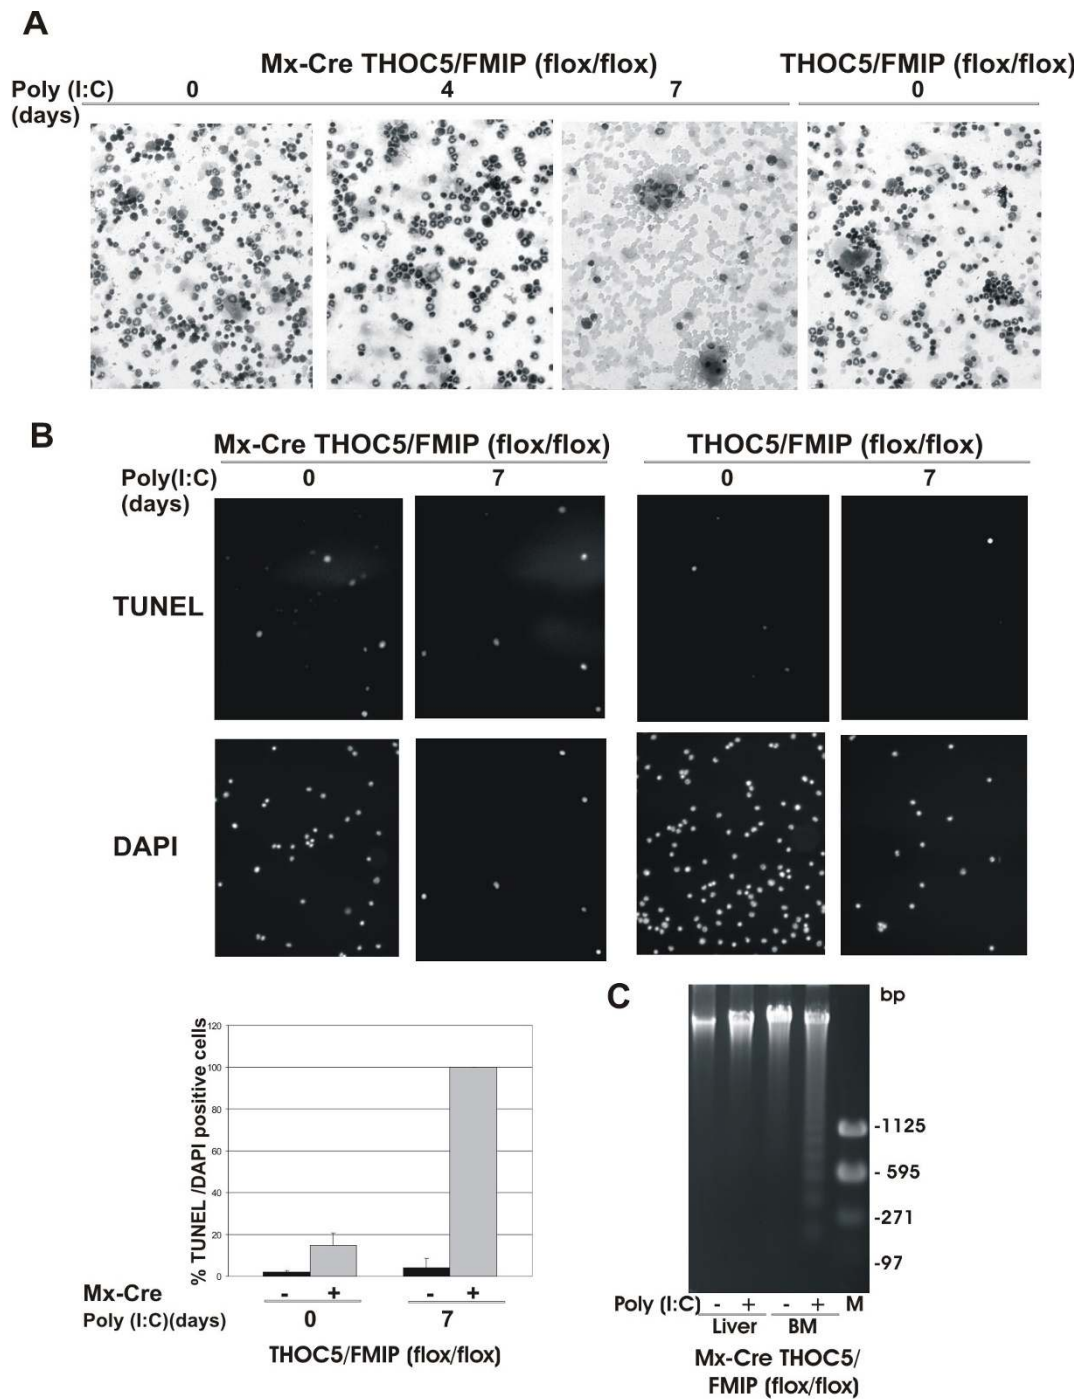 A
Mx-Cre THOC5/FMIP (flox/flox) THOC5/FMIP (flox/flox)
Poly (I:C) 0 4 7 0
(days)
B
Mx-Cre THOC5/FMIP (flox/flox) THOC5/FMIP (flox/flox)
Poly(I:C) 0 7 0 7
(days)
TUNEL
DAPI
% TUNEL /DAPI positive cells
120
100
80
60
40
20
0
Mx-Cre - + - +
Poly (I:C)(days) 0 7
THOC5/FMIP (flox/flox)
C
bp
-1125
- 595
-271
-97
Poly (I:C) - + - + M
Liver BM
Mx-Cre THOC5/
FMIP (flox/flox)